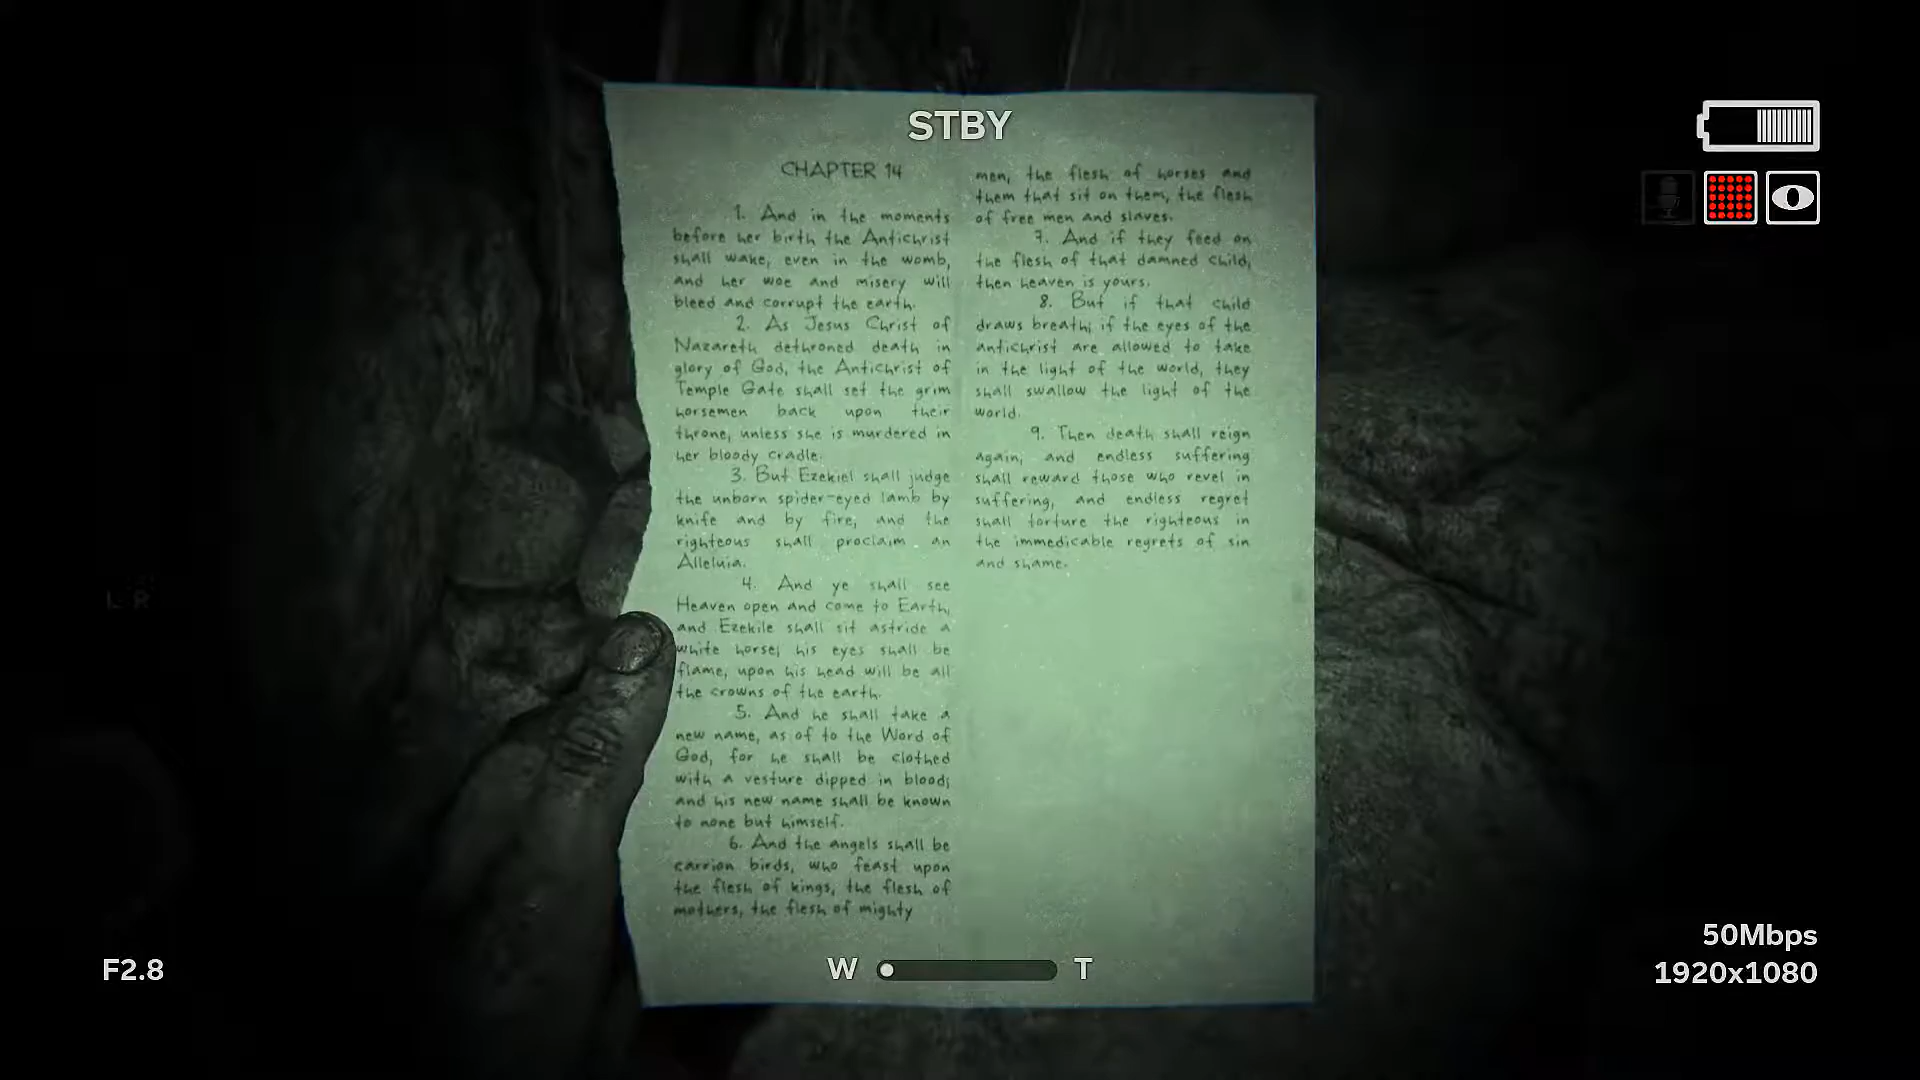 STBY
CHAPTER 14
1. And in the moments
before her birth the Antichrist
shall wake, even in the womb,
and her woe and misery will
bleed and corrupt the earth.
2. As Jesus Christ of
Nazareth dethroned death in
glory of God, the Antichrist of
Temple Gate shall set the grim
horsemen back upon their
throne, unless she is murdered in
her bloody cradle.
3. But Ezekiel shall judge
the unborn spider-eyed lamb by
knife and by fire, and the
righteous shall proclaim an
Alleluia.
4. And ye shall see
Heaven open and come to Earth,
and Ezekile shall sit astride a
white horse; his eyes shall be
flame, upon his head will be all
the crowns of the earth.
5. And he shall take a
new name, as of to the Word of
God, for he shall be clothed
with a vesture dipped in blood;
and his new name shall be known
to none but himself.
6. And the angels shall be
carrion birds, who feast upon
the flesh of kings, the flesh of
mothers, the flesh of mighty
men, the flesh of horses and
them that sit on them, the flesh
of free men and slaves.
7. And if they feed on
the flesh of that damned child,
then heaven is yours.
8. But if that child
draws breath; if the eyes of the
antichrist are allowed to take
in the light of the world, they
shall swallow the light of the
world.
9. Then death shall reign
again; and endless suffering
shall reward those who revel in
suffering, and endless regret
shall torture the righteous in
the immedicable regrets of sin
and shame.
L R
F2.8
W T
50Mbps
1920x1080